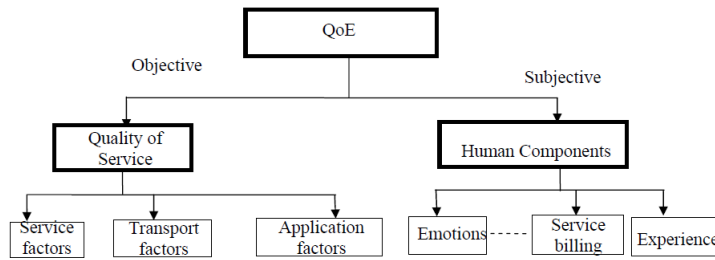 QoE
Objective
Subjective
Quality of
Service
Human Components
Service
factors
Transport
factors
Application
factors
Emotions
Service
billing
Experience